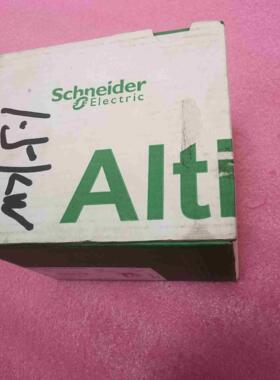 Schneider
Electric
Alti
1.5kw